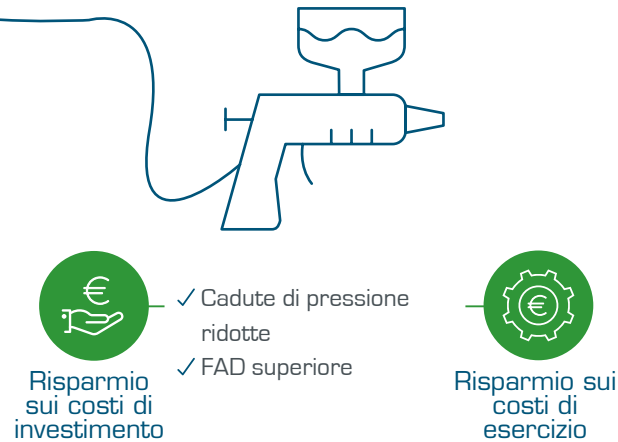 €
✓ Cadute di pressione
ridotte
✓ FAD superiore
Risparmio
sui costi di
investimento
€
Risparmio sui
costi di
esercizio